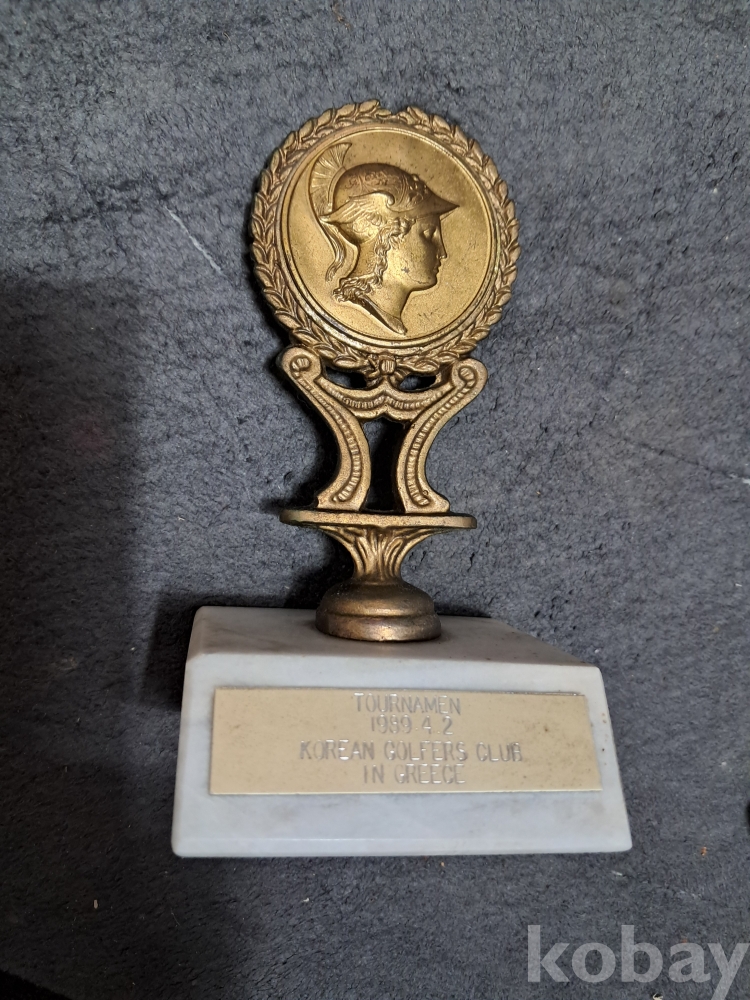 TOURNAMEN
1989.4.2
KOREAN GOLFERS CLUB
IN GREECE
kobay